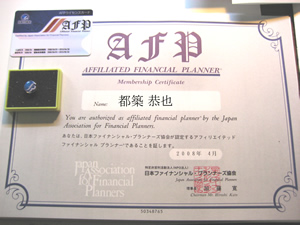 AFP
AFP
AFFILIATED FINANCIAL PLANNER
Membership Certificate
Name: 都築 恭也
You are authorized as affiliated financial planner by the Japan
Association for Financial Planners.
あなたは、日本ファイナンシャル・プランナーズ協会が認定するアフィリエイテッド
ファイナンシャル プランナーであることを証します。
2008年 4月
Japan
Association
for Financial
Planners
日本ファイナンシャル・プランナーズ協会
Japan Association for Financial Planners